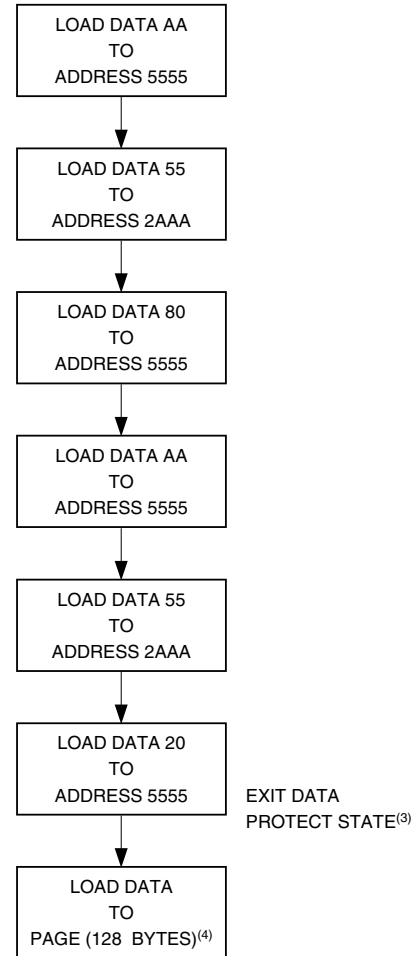 LOAD DATA AA
TO
ADDRESS 5555
LOAD DATA 55
TO
ADDRESS 2AAA
LOAD DATA 80
TO
ADDRESS 5555
LOAD DATA AA
TO
ADDRESS 5555
LOAD DATA 55
TO
ADDRESS 2AAA
LOAD DATA 20
TO
ADDRESS 5555
EXIT DATA
PROTECT STATE(3)
LOAD DATA
TO
PAGE (128 BYTES)(4)